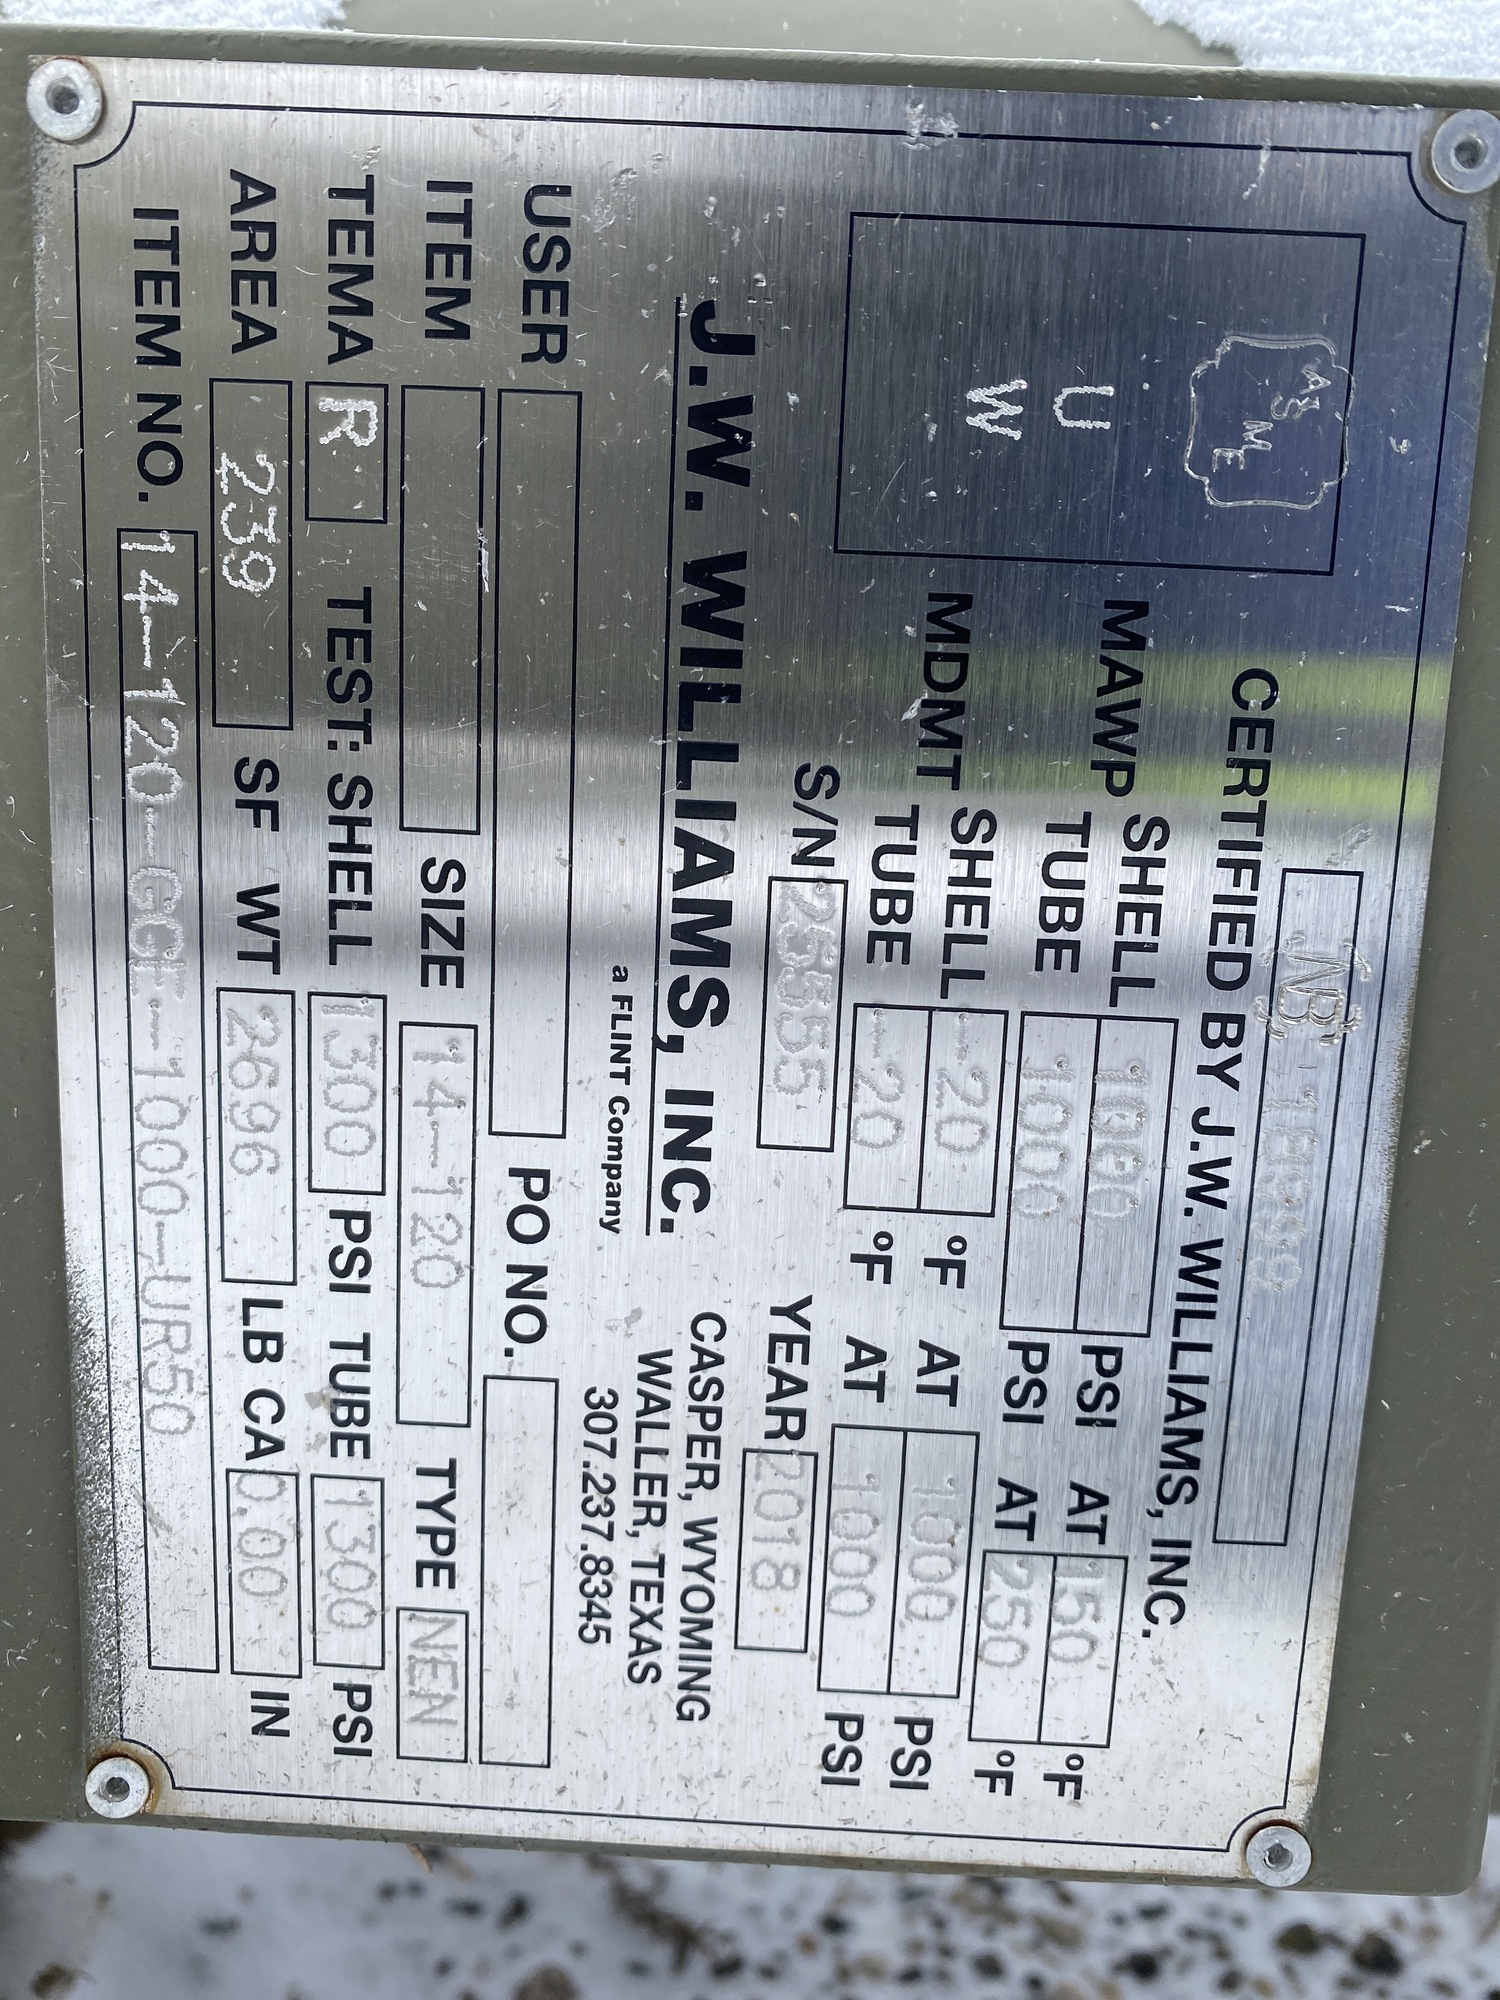 ASME
U
W
NB 18999
CERTIFIED BY J.W. WILLIAMS, INC.
MAWP SHELL 1000 PSI AT 150 °F
TUBE 1000 PSI AT 250 °F
MDMT SHELL -20 °F AT 1000 PSI
TUBE -20 °F AT 1000 PSI
S/N 25555 YEAR 2018
J.W. WILLIAMS, INC.
a FLINT Company
CASPER, WYOMING
WALLER, TEXAS
307.237.8345
USER PO NO.
ITEM SIZE 14-120 TYPE NEN
TEMA R TEST: SHELL 1300 PSI TUBE 1300 PSI
AREA 239 SF WT 2696 LB CA 0.00 IN
ITEM NO. 14-120-GCE-1000-UR50